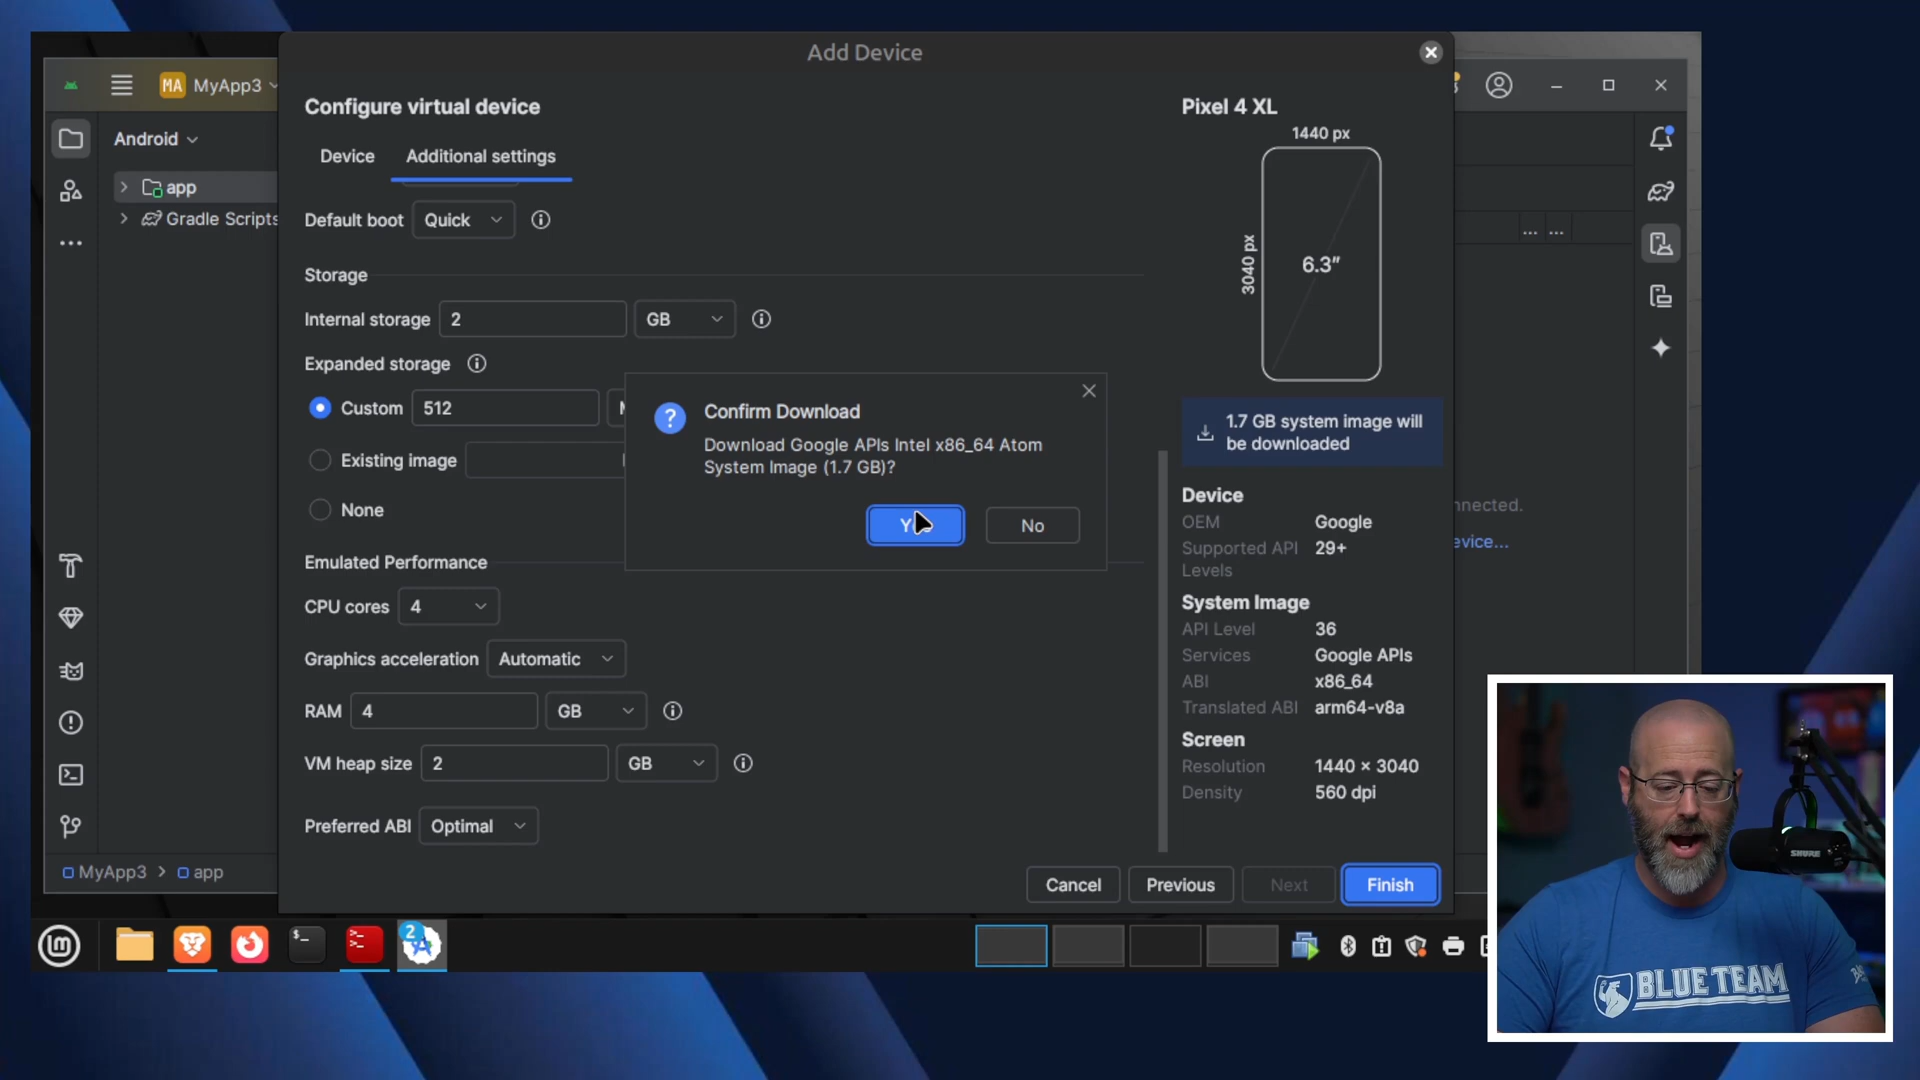 Add Device
MA MyApp3
Android
app
Gradle Scripts
Configure virtual device
Device Additional settings
Default boot Quick
Storage
Internal storage 2 GB
Expanded storage
Custom 512
Existing image
None
Emulated Performance
CPU cores 4
Graphics acceleration Automatic
RAM 4 GB
VM heap size 2 GB
Preferred ABI Optimal
?
Confirm Download
Download Google APIs Intel x86_64 Atom
System Image (1.7 GB)?
No
Pixel 4 XL
1440 px
3040 px
6.3″
1.7 GB system image will
be downloaded
Device
OEM Google
Supported API 29+
Levels
System Image
API Level 36
Services Google APIs
ABI x86_64
Translated ABI arm64-v8a
Screen
Resolution 1440 × 3040
Density 560 dpi
Cancel Previous Next Finish
... ...
MyApp3 > app
2
SHURE
BLUE TEAM